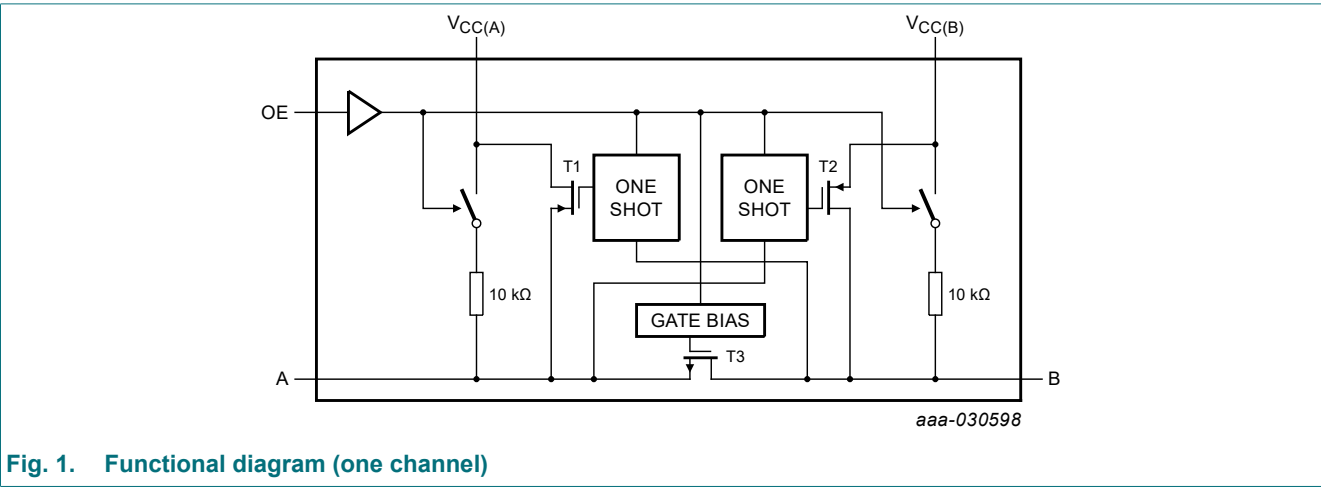 VCC(A)
VCC(B)
OE
T1
T2
ONE
SHOT
ONE
SHOT
10 kΩ
10 kΩ
GATE BIAS
T3
A
B
aaa-030598
Fig. 1. Functional diagram (one channel)